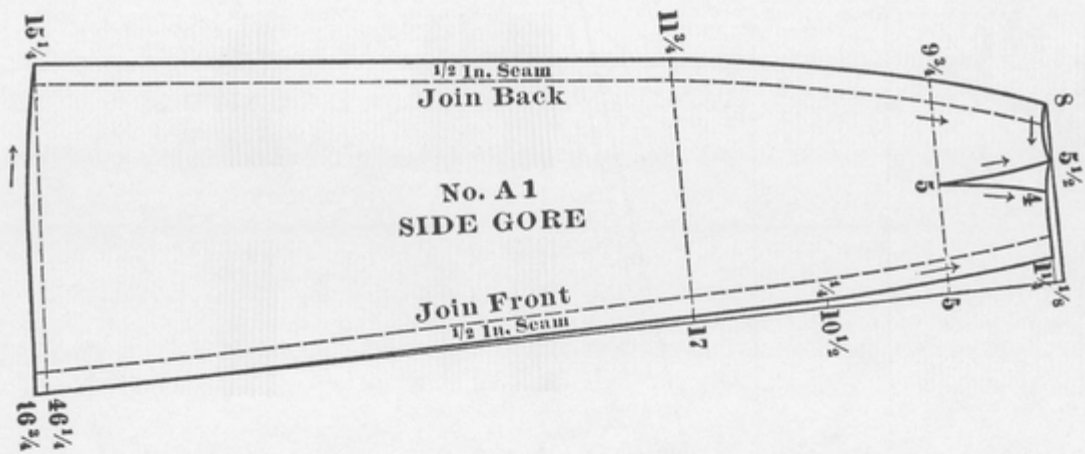 15¼
11¾
9¾
8
1/2 In. Seam
Join Back
5½
5
4
No. A1
SIDE GORE
Join Front
1/2 In. Seam
¼
10½
17
5
1¼
⅛
46¼
16¾